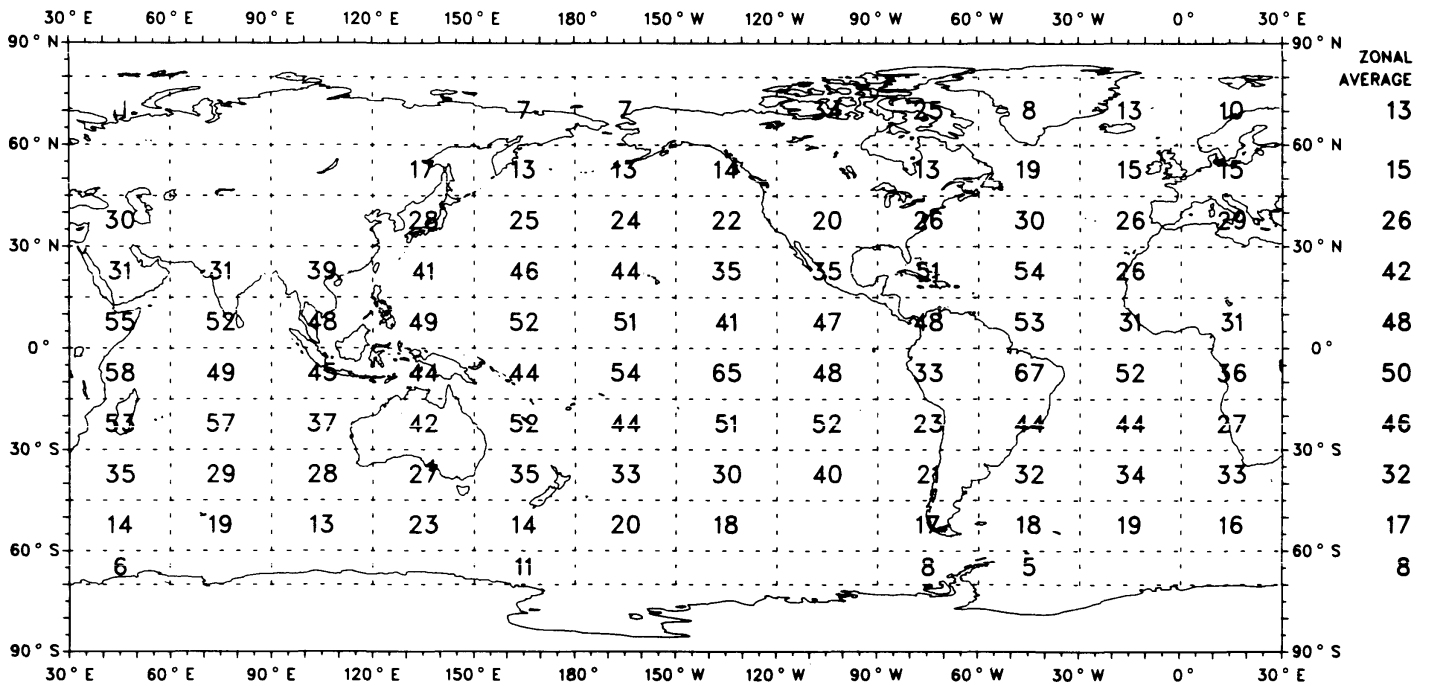 30° E 60° E 90° E 120° E 150° E 180° 150° W 120° W 90° W 60° W 30° W 0° 30° E
90° N 90° N
ZONAL
AVERAGE
7 7 25 8 13 10 13
60° N 60° N
17 13 13 14 13 19 15 15 15
30 28 25 24 22 20 26 30 26 29 26
30° N 30° N
31 31 39 41 46 44 35 35 51 54 26 42
55 52 48 49 52 51 41 47 48 53 31 31 48
0° 0°
58 49 45 44 44 54 65 48 33 67 52 36 50
53 57 37 42 52 44 51 52 23 44 44 27 46
30° S 30° S
35 29 28 27 35 33 30 40 21 32 34 33 32
14 19 13 23 14 20 18 17 18 19 16 17
60° S 60° S
6 11 8 5 8
90° S 90° S
30° E 60° E 90° E 120° E 150° E 180° 150° W 120° W 90° W 60° W 30° W 0° 30° E